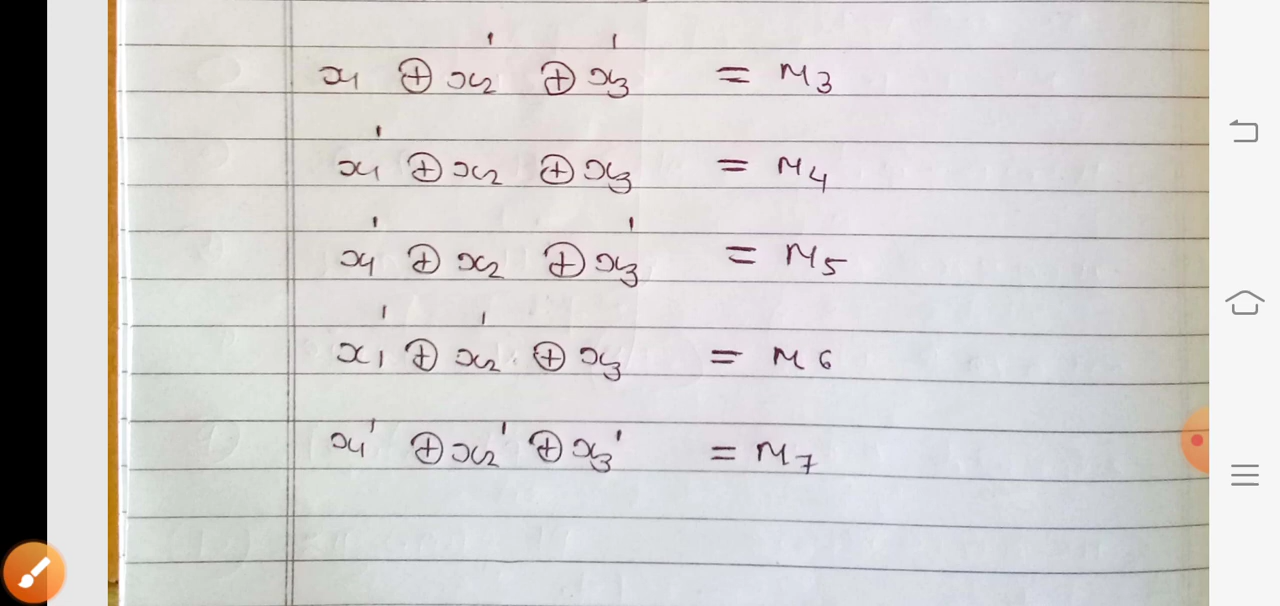 x₁ ⊕ x₂' ⊕ x₃' = M₃
x₁' ⊕ x₂ ⊕ x₃ = M₄
x₁' ⊕ x₂ ⊕ x₃' = M₅
x₁' ⊕ x₂' ⊕ x₃ = M₆
x₁' ⊕ x₂' ⊕ x₃' = M₇